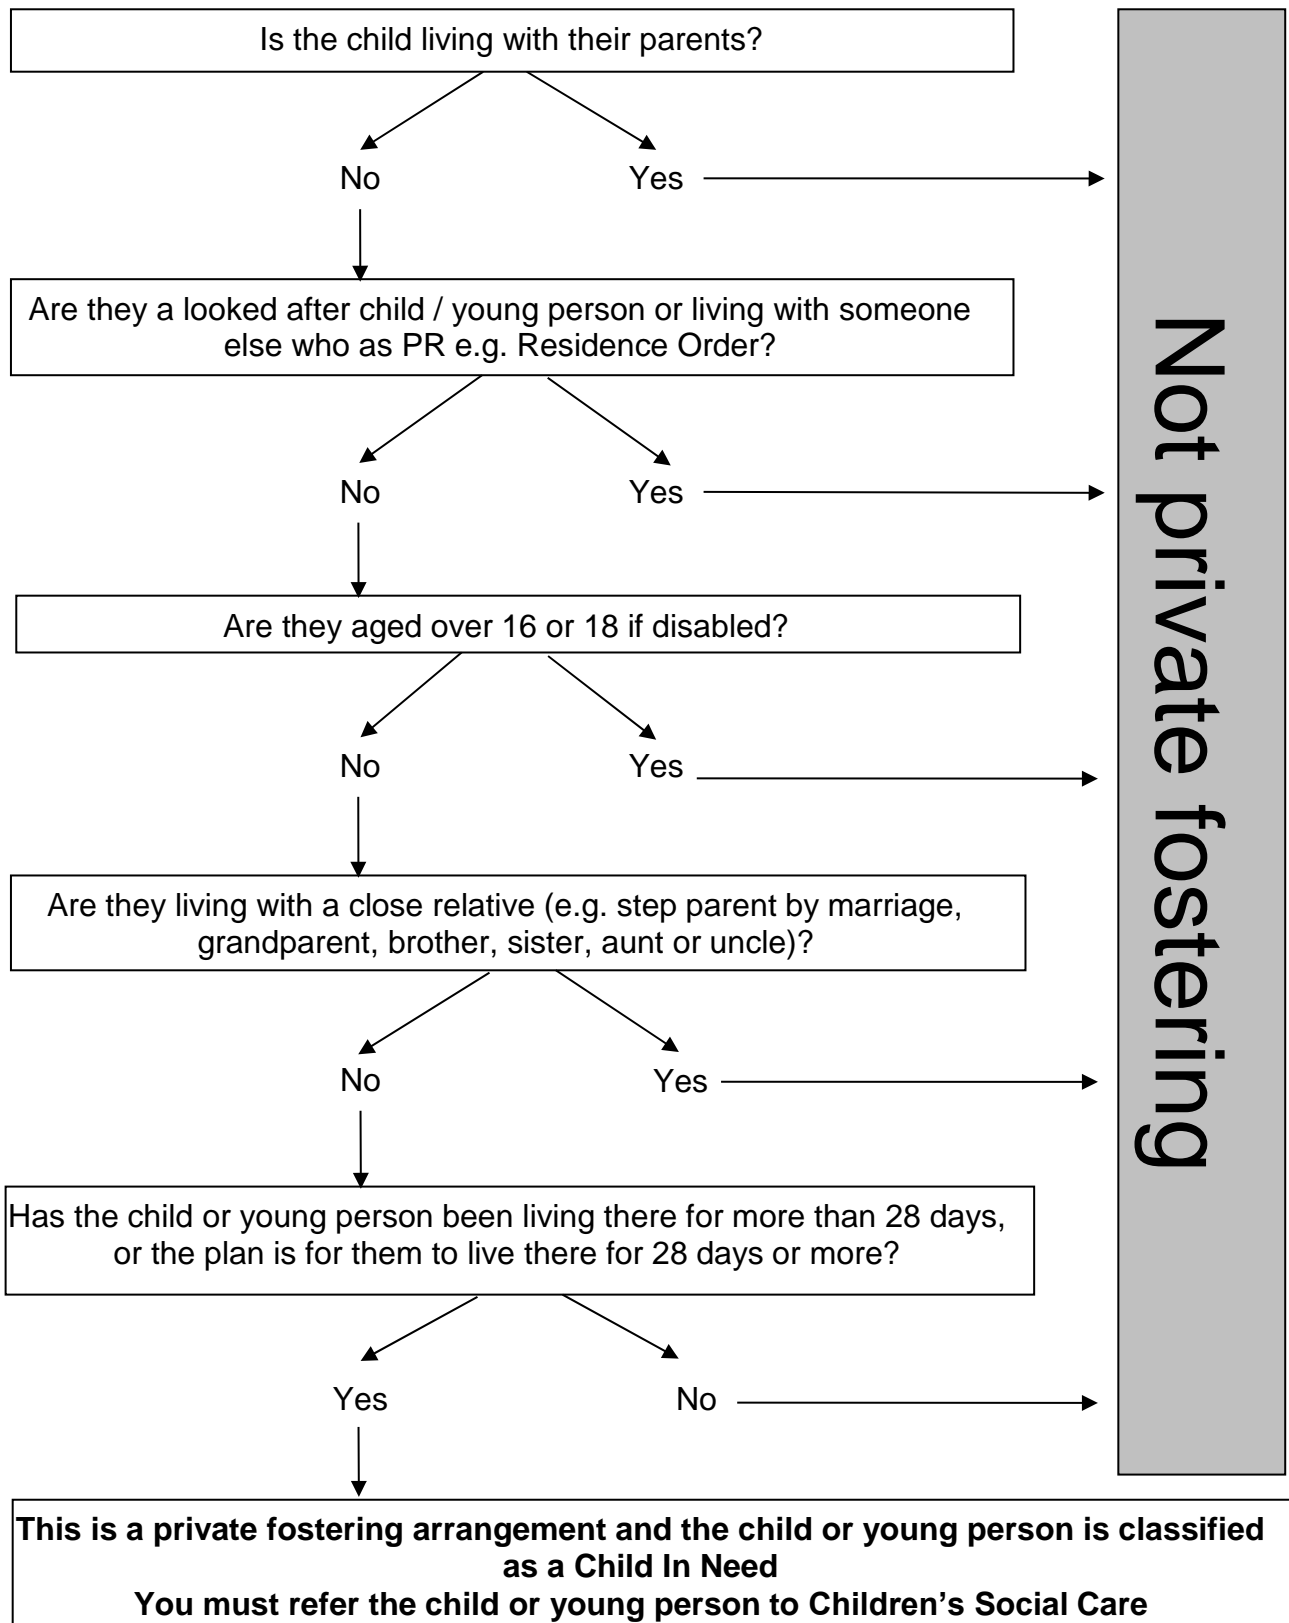 Is the child living with their parents?
No
Yes
Are they a looked after child / young person or living with someone
else who as PR e.g. Residence Order?
No
Yes
Are they aged over 16 or 18 if disabled?
No
Yes
Are they living with a close relative (e.g. step parent by marriage,
grandparent, brother, sister, aunt or uncle)?
No
Yes
Has the child or young person been living there for more than 28 days,
or the plan is for them to live there for 28 days or more?
Yes
No
Not private fostering
This is a private fostering arrangement and the child or young person is classified
as a Child In Need
You must refer the child or young person to Children’s Social Care